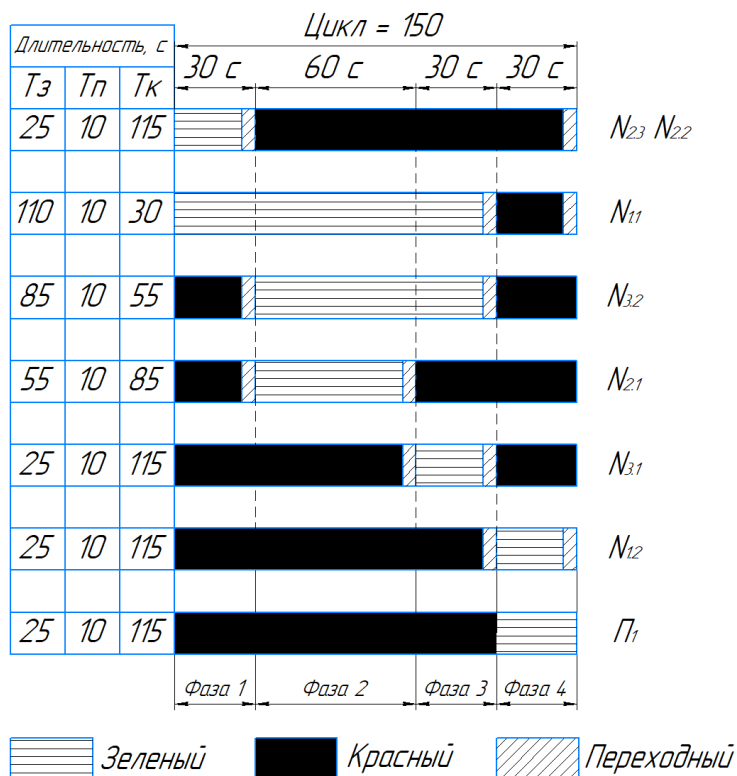 Длительность, с
Цикл = 150
30 с 60 с 30 с 30 с
Тз Тп Тк
25 10 115 N2.3 N2.2
110 10 30 N1.1
85 10 55 N3.2
55 10 85 N2.1
25 10 115 N3.1
25 10 115 N1.2
25 10 115 П1
Фаза 1 Фаза 2 Фаза 3 Фаза 4
Зеленый Красный Переходный